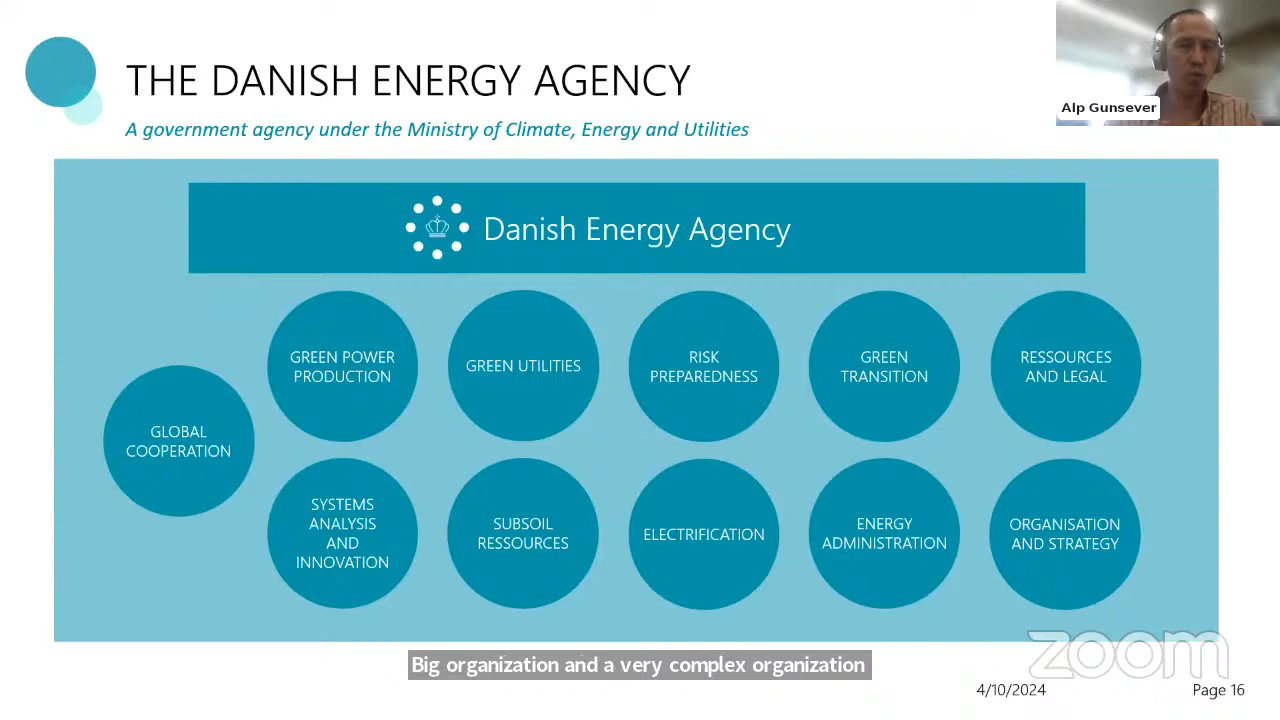 THE DANISH ENERGY AGENCY
A government agency under the Ministry of Climate, Energy and Utilities
Alp Gunsever
Danish Energy Agency
GREEN POWER
PRODUCTION
GREEN UTILITIES
RISK
PREPAREDNESS
GREEN
TRANSITION
RESSOURCES
AND LEGAL
GLOBAL
COOPERATION
SYSTEMS
ANALYSIS
AND
INNOVATION
SUBSOIL
RESSOURCES
ELECTRIFICATION
ENERGY
ADMINISTRATION
ORGANISATION
AND STRATEGY
Big organization and a very complex organization
zoom
4/10/2024
Page 16